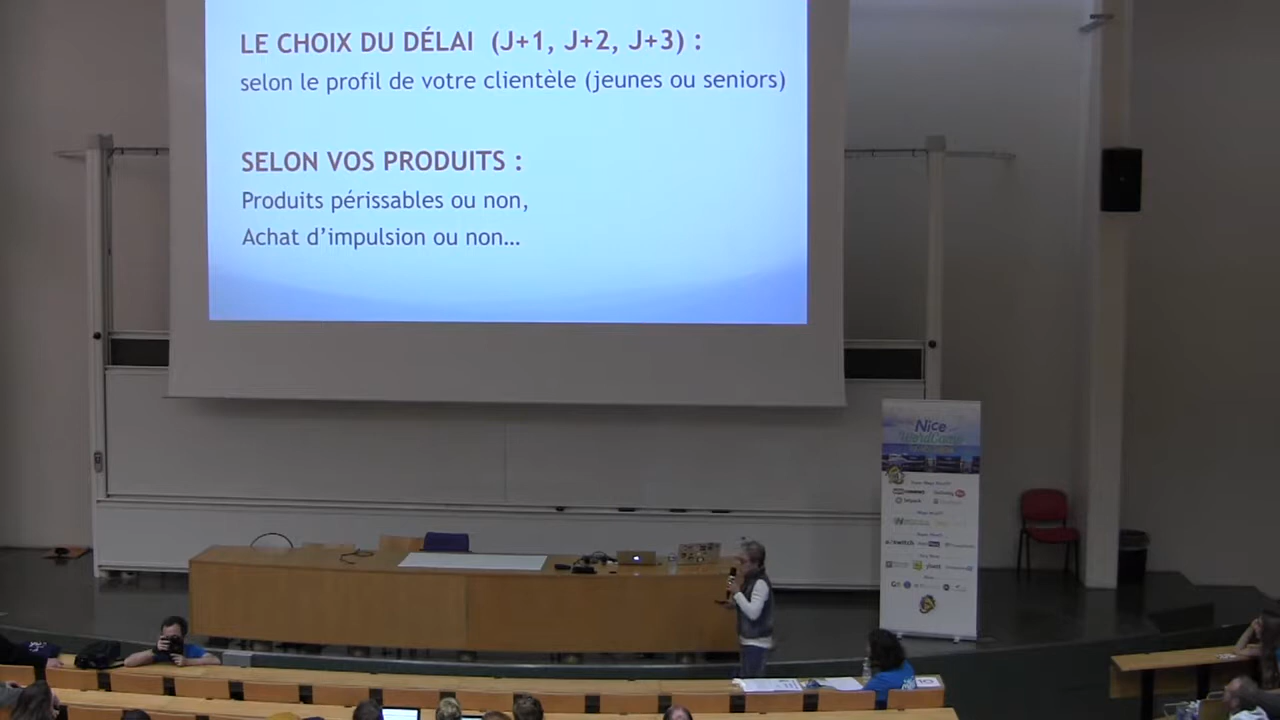 LE CHOIX DU DÉLAI (J+1, J+2, J+3) :
selon le profil de votre clientèle (jeunes ou seniors)
SELON VOS PRODUITS :
Produits périssables ou non,
Achat d’impulsion ou non…
Nice
WordCamp